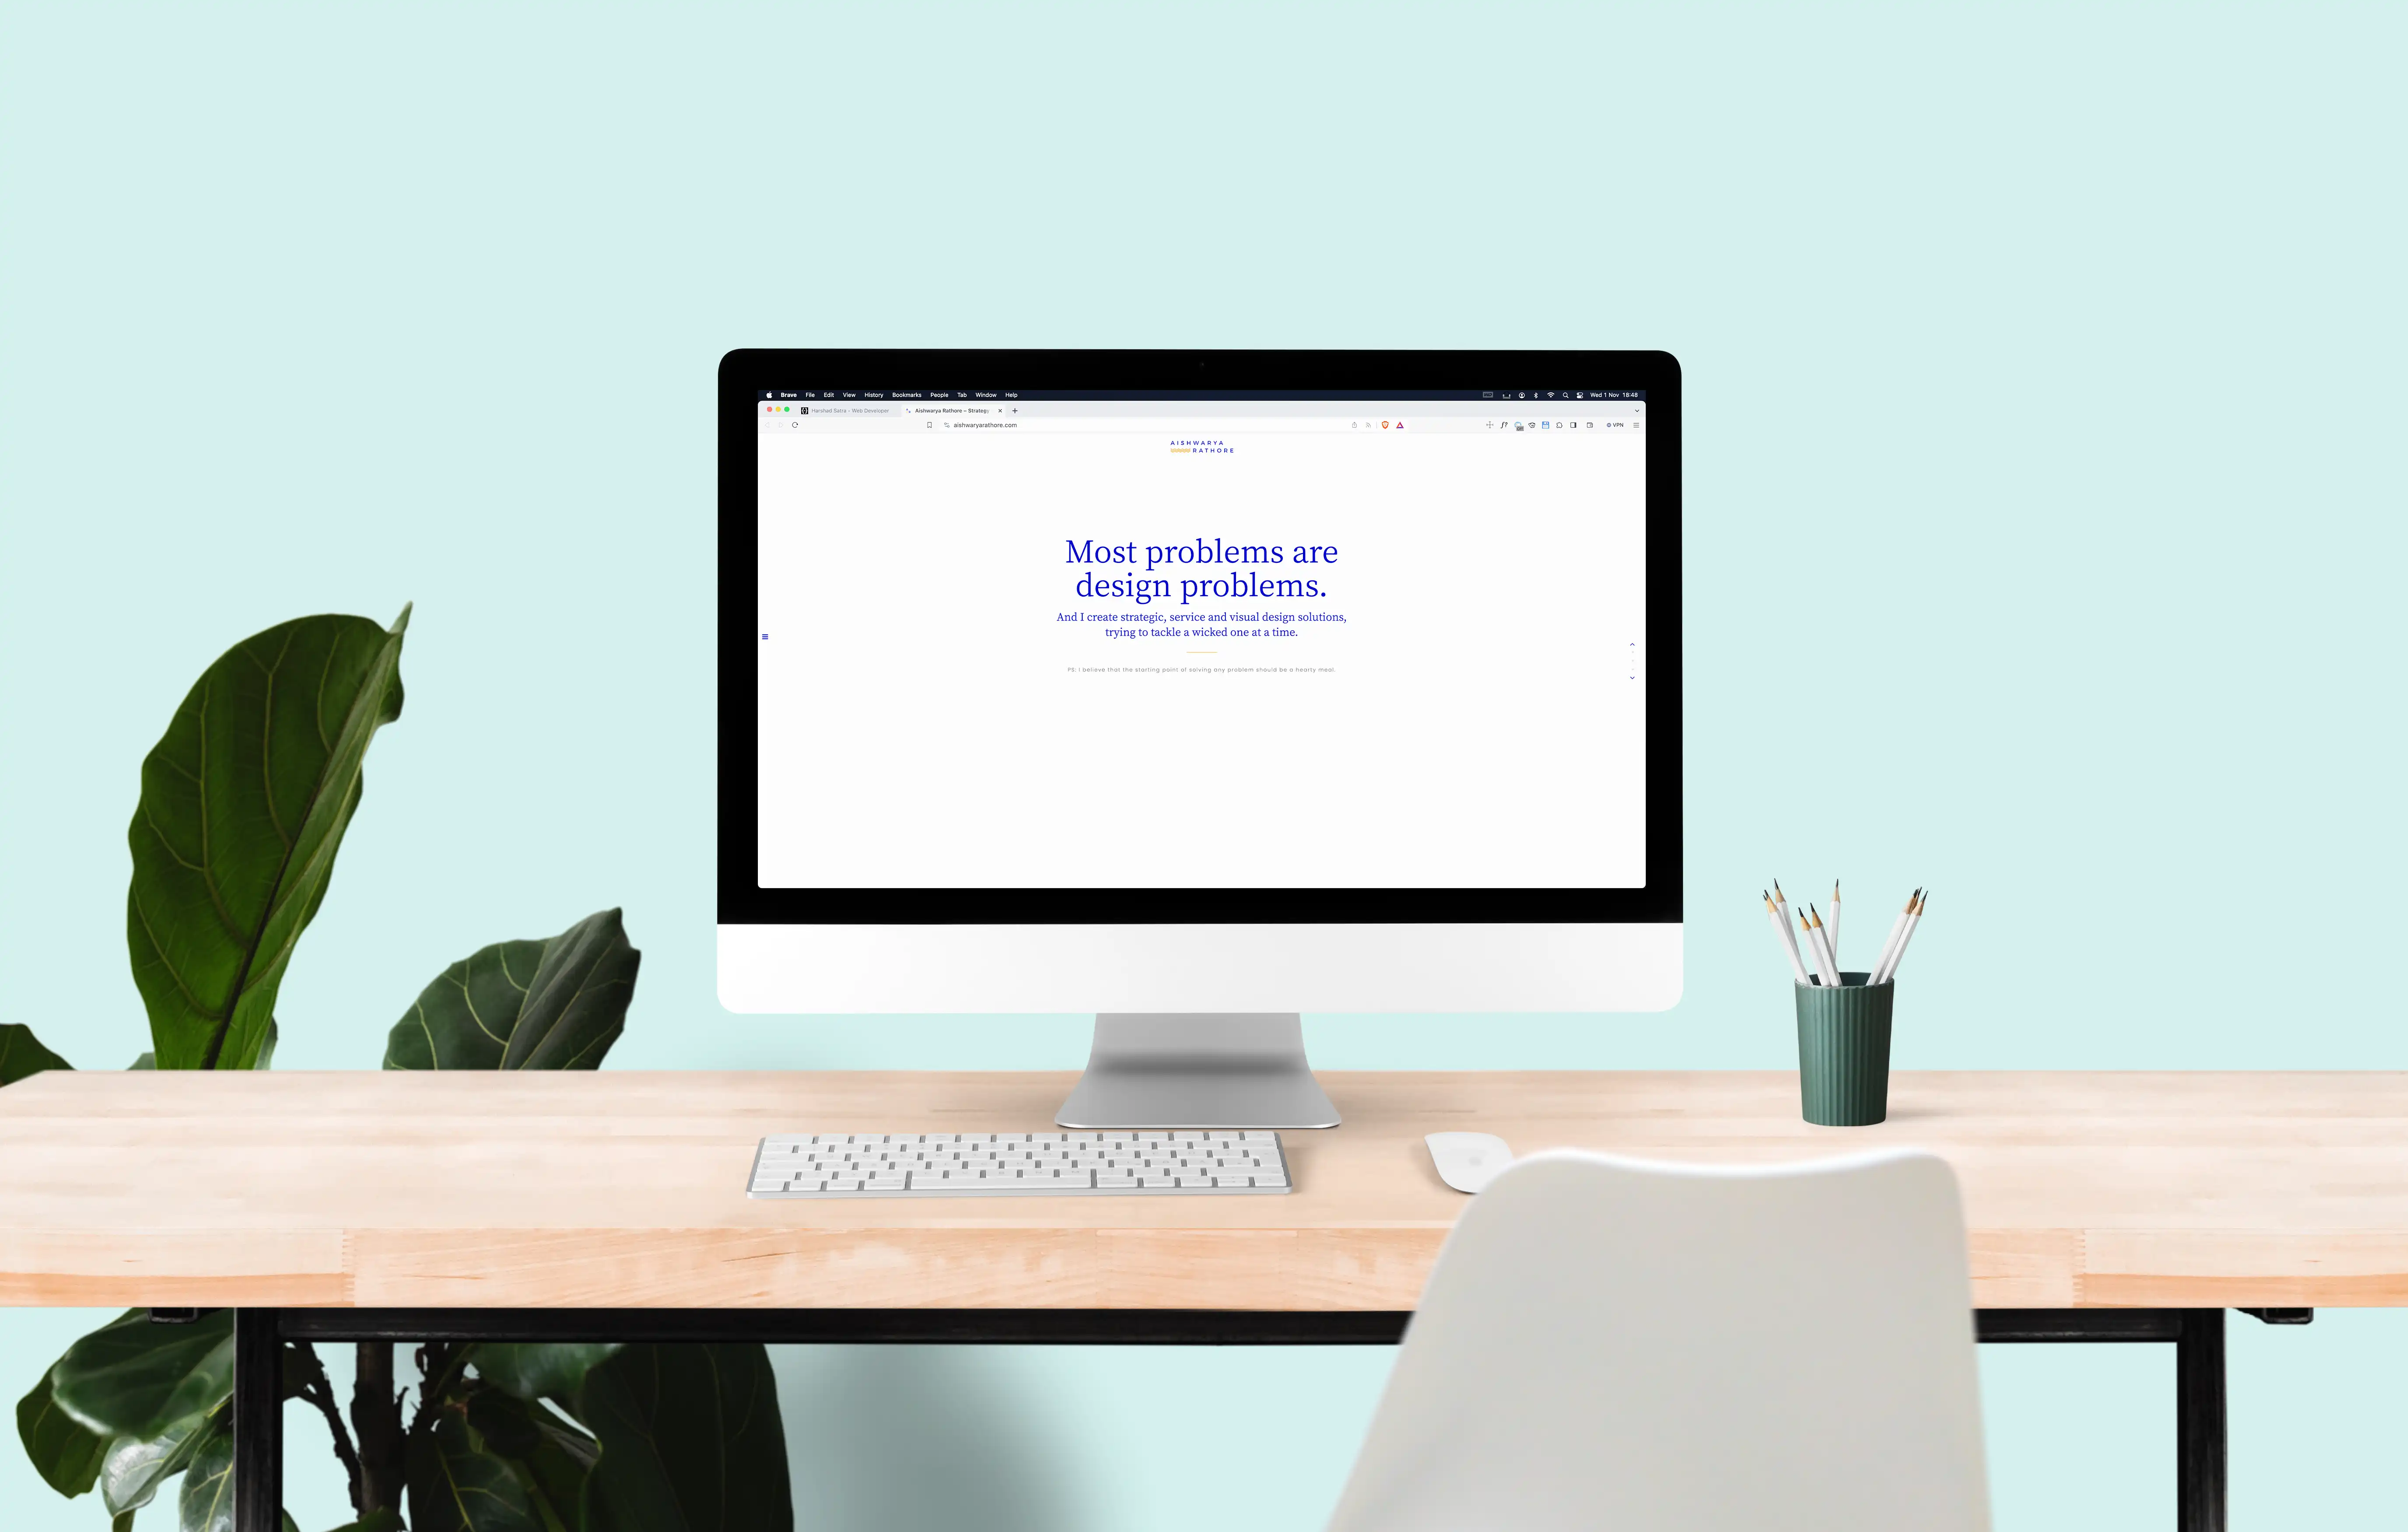 Brave File Edit View History Bookmarks People Tab Window Help
Wed 1 Nov 18:48
Harshad Satra - Web Developer
Aishwarya Rathore – Strategy
aishwaryarathore.com
VPN
AISHWARYA
RATHORE
Most problems are
design problems.
And I create strategic, service and visual design solutions,
trying to tackle a wicked one at a time.
PS: I believe that the starting point of solving any problem should be a hearty meal.